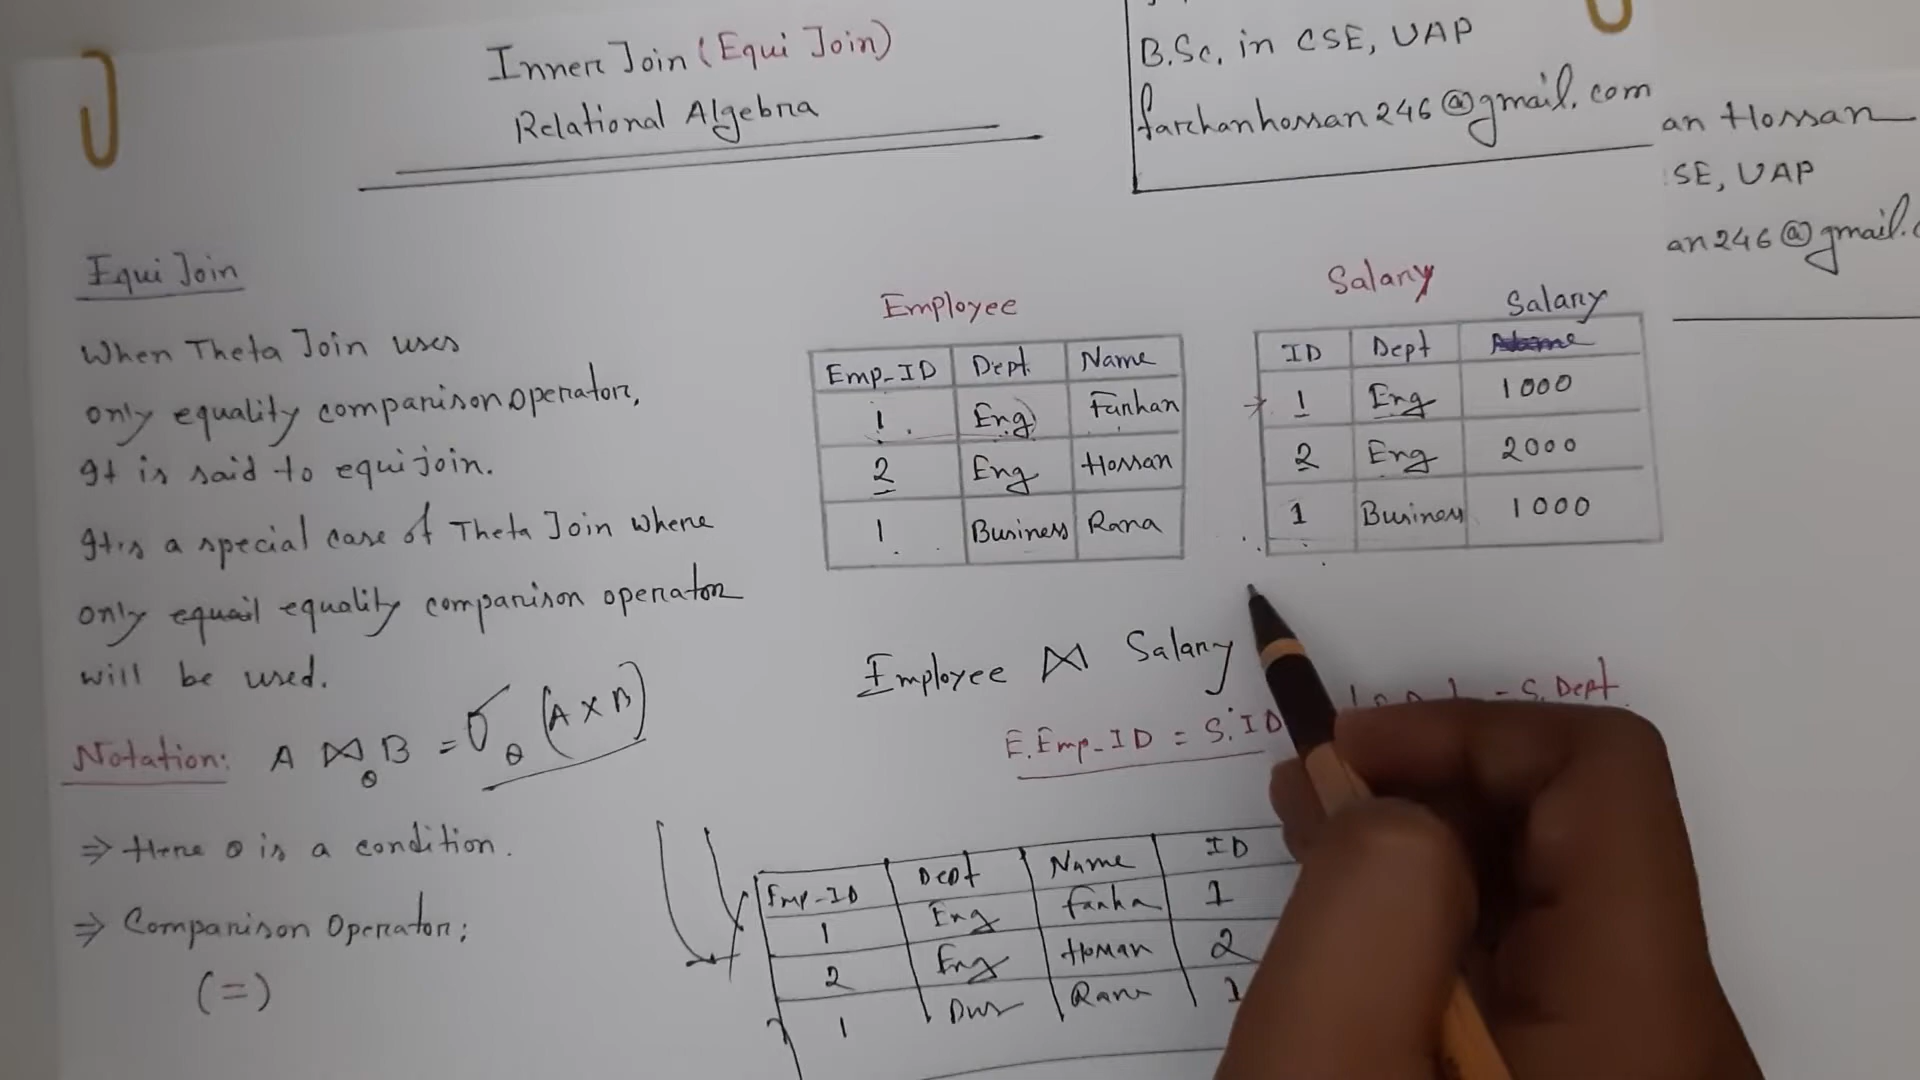 Inner Join (Equi Join)
Relational Algebra
B.Sc. in CSE, UAP
farhanhossan246@gmail.com
an Hossan
SE, UAP
an246@gmail.
Equi Join
When Theta Join uses
only equality comparison operator,
It is said to equi join.
It is a special case of Theta Join where
only equail equality comparison operator
will be used.
Notation: A ⋈θ B = σθ (A × B)
⇒ Here θ is a condition.
⇒ Comparison Operator:
(=)
Employee
Emp_ID Dept Name
1 Eng Farhan
2 Eng Hossan
1 Business Rana
Salary
Salary
ID Dept
1 Eng 1000
2 Eng 2000
1 Business 1000
Employee ⋈ Salary
E.Emp_ID = S.ID = S.Dept
Emp-ID Dept Name ID
1 Eng Farha 1
2 Eng Hossan 2
1 Rana 1